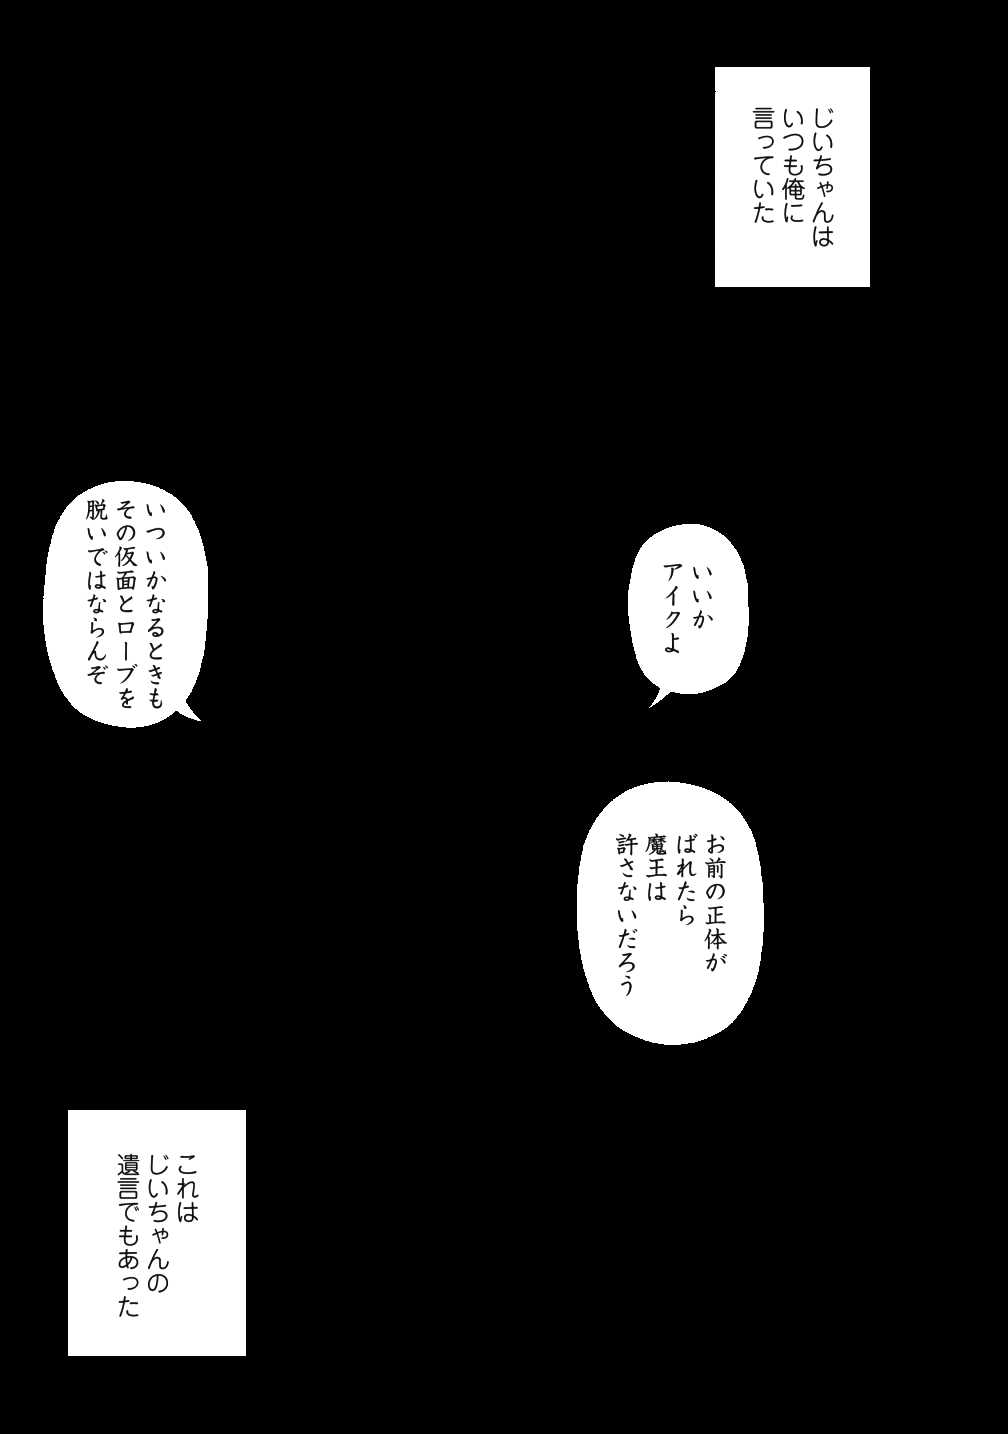 じいちゃんは
いつも俺に
言っていた
いいか
アイクよ
いついかなるときも
その仮面とローブを
脱いではならんぞ
お前の正体が
ばれたら
魔王は
許さないだろう
これは
じいちゃんの
遺言でもあった